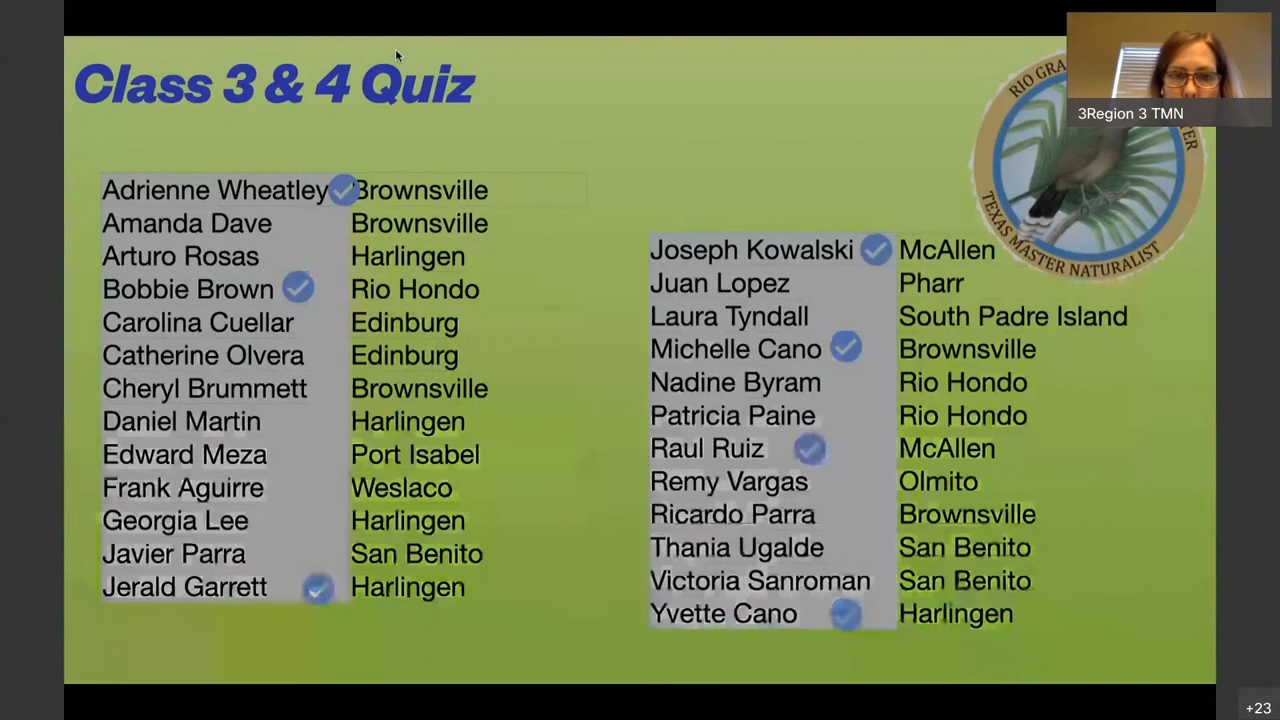 Class 3 & 4 Quiz
3Region 3 TMN
RIO GRA
TER
TEXAS MASTER NATURALIST
Adrienne Wheatley Brownsville
Amanda Dave Brownsville
Arturo Rosas Harlingen
Bobbie Brown Rio Hondo
Carolina Cuellar Edinburg
Catherine Olvera Edinburg
Cheryl Brummett Brownsville
Daniel Martin Harlingen
Edward Meza Port Isabel
Frank Aguirre Weslaco
Georgia Lee Harlingen
Javier Parra San Benito
Jerald Garrett Harlingen
Joseph Kowalski McAllen
Juan Lopez Pharr
Laura Tyndall South Padre Island
Michelle Cano Brownsville
Nadine Byram Rio Hondo
Patricia Paine Rio Hondo
Raul Ruiz McAllen
Remy Vargas Olmito
Ricardo Parra Brownsville
Thania Ugalde San Benito
Victoria Sanroman San Benito
Yvette Cano Harlingen
+23